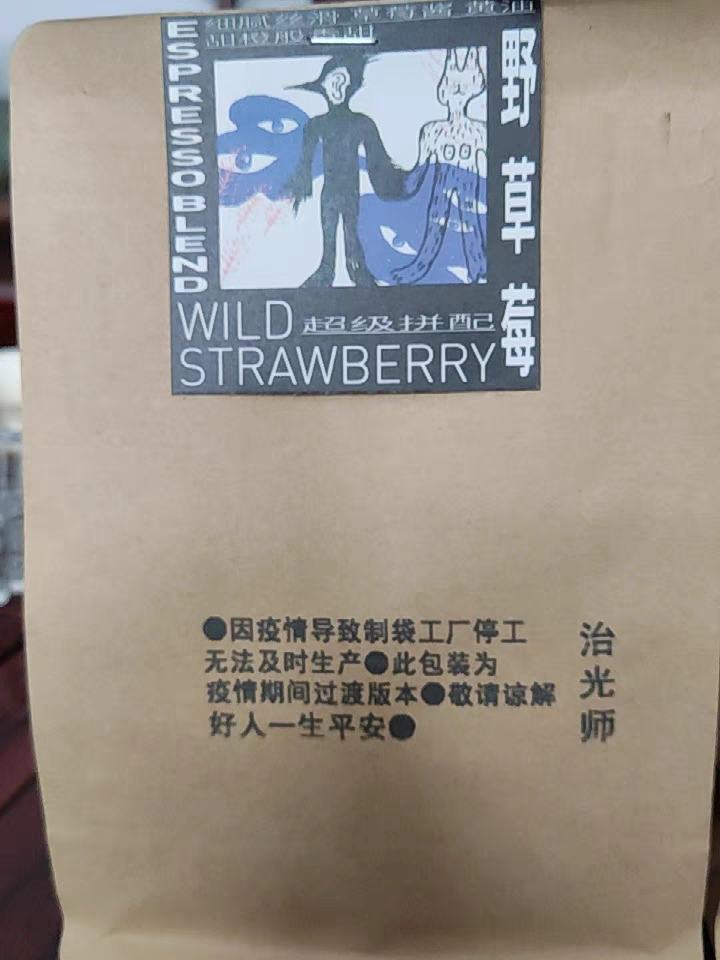 细腻丝滑 草莓酱 黄油
甜橙般
ESPRESSO BLEND
野草莓
WILD 超级拼配
STRAWBERRY
●因疫情导致制袋工厂停工
无法及时生产●此包装为
疫情期间过渡版本●敬请谅解
好人一生平安●
治光师